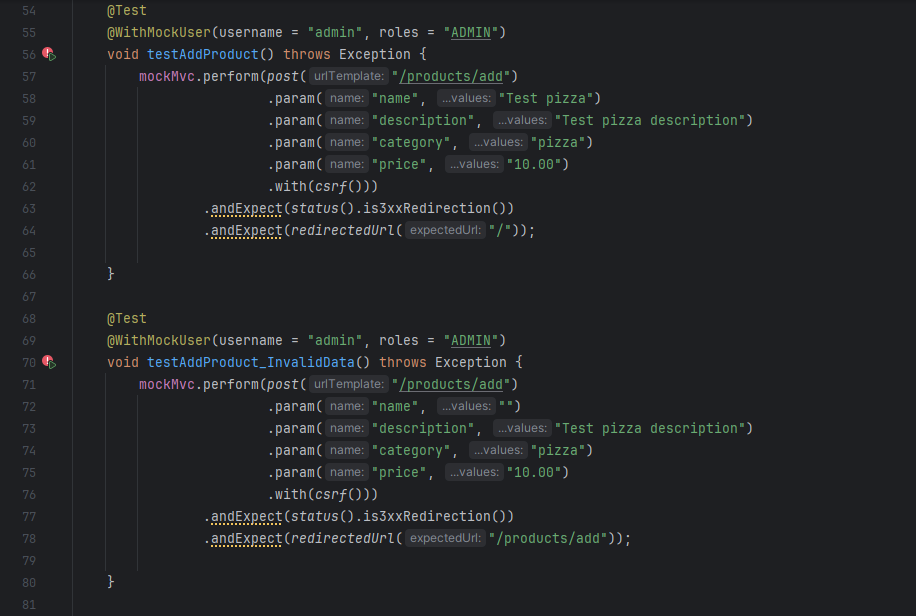 54 @Test
55 @WithMockUser(username = "admin", roles = "ADMIN")
56 void testAddProduct() throws Exception {
57 mockMvc.perform(post( urlTemplate: "/products/add")
58 .param( name: "name", ...values: "Test pizza")
59 .param( name: "description", ...values: "Test pizza description")
60 .param( name: "category", ...values: "pizza")
61 .param( name: "price", ...values: "10.00")
62 .with(csrf()))
63 .andExpect(status().is3xxRedirection())
64 .andExpect(redirectedUrl( expectedUrl: "/"));
65
66 }
67
68 @Test
69 @WithMockUser(username = "admin", roles = "ADMIN")
70 void testAddProduct_InvalidData() throws Exception {
71 mockMvc.perform(post( urlTemplate: "/products/add")
72 .param( name: "name", ...values: "")
73 .param( name: "description", ...values: "Test pizza description")
74 .param( name: "category", ...values: "pizza")
75 .param( name: "price", ...values: "10.00")
76 .with(csrf()))
77 .andExpect(status().is3xxRedirection())
78 .andExpect(redirectedUrl( expectedUrl: "/products/add"));
79
80 }
81